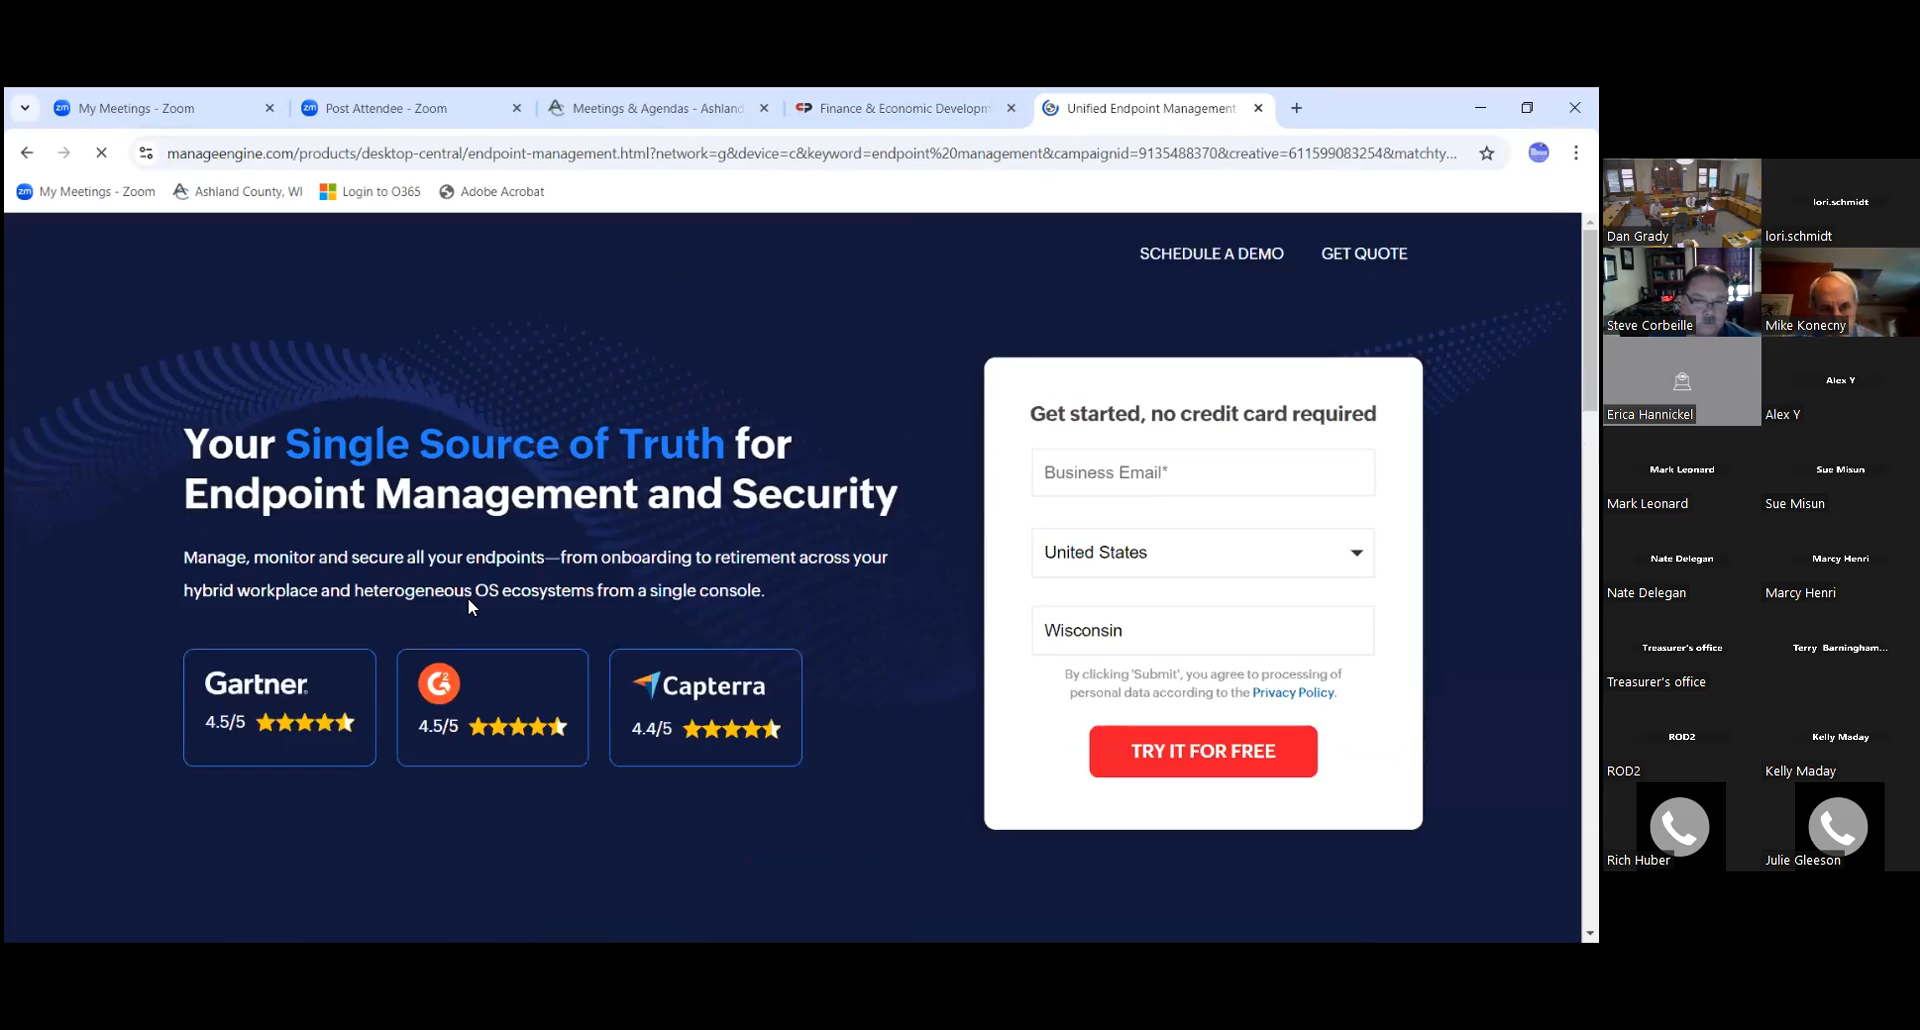 My Meetings - Zoom
Post Attendee - Zoom
Meetings & Agendas - Ashland
Finance & Economic Developm
Unified Endpoint Management
manageengine.com/products/desktop-central/endpoint-management.html?network=g&device=c&keyword=endpoint%20management&campaignid=9135488370&creative=611599083254&matchty...
My Meetings - Zoom
Ashland County, WI
Login to O365
Adobe Acrobat
SCHEDULE A DEMO
GET QUOTE
Your Single Source of Truth for
Endpoint Management and Security
Manage, monitor and secure all your endpoints—from onboarding to retirement across your
hybrid workplace and heterogeneous OS ecosystems from a single console.
Gartner
4.5/5
G2
4.5/5
Capterra
4.4/5
Get started, no credit card required
Business Email*
United States
Wisconsin
By clicking 'Submit', you agree to processing of
personal data according to the Privacy Policy.
TRY IT FOR FREE
Dan Grady
lori.schmidt
lori.schmidt
Steve Corbeille
Mike Konecny
Erica Hannickel
Alex Y
Alex Y
Mark Leonard
Mark Leonard
Sue Misun
Sue Misun
Nate Delegan
Nate Delegan
Marcy Henri
Marcy Henri
Treasurer's office
Treasurer's office
Terry Barningham...
ROD2
ROD2
Kelly Maday
Kelly Maday
Rich Huber
Julie Gleeson